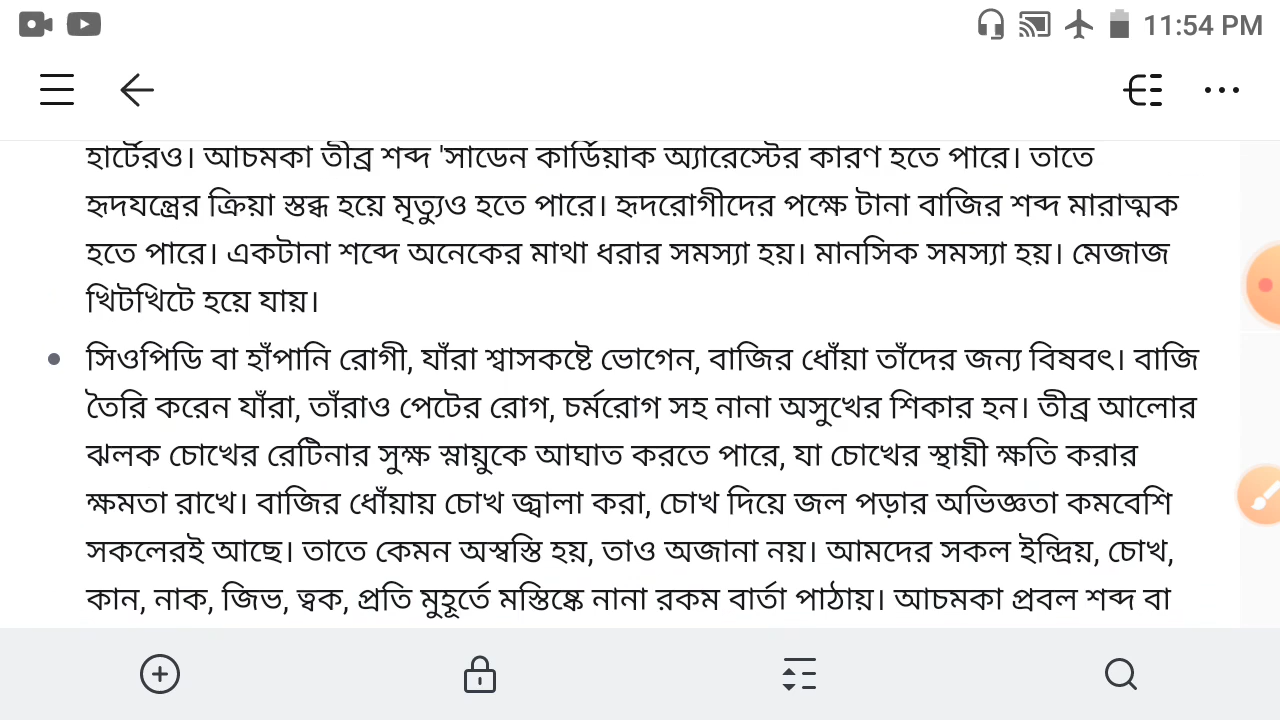 11:54 PM
হার্টেরও। আচমকা তীব্র শব্দ 'সাডেন কার্ডিয়াক অ্যারেস্টের কারণ হতে পারে। তাতে
হৃদযন্ত্রের ক্রিয়া স্তব্ধ হয়ে মৃত্যুও হতে পারে। হৃদরোগীদের পক্ষে টানা বাজির শব্দ মারাত্মক
হতে পারে। একটানা শব্দে অনেকের মাথা ধরার সমস্যা হয়। মানসিক সমস্যা হয়। মেজাজ
খিটখিটে হয়ে যায়।
• সিওপিডি বা হাঁপানি রোগী, যাঁরা শ্বাসকষ্টে ভোগেন, বাজির ধোঁয়া তাঁদের জন্য বিষবৎ। বাজি
তৈরি করেন যাঁরা, তাঁরাও পেটের রোগ, চর্মরোগ সহ নানা অসুখের শিকার হন। তীব্র আলোর
ঝলক চোখের রেটিনার সুক্ষ স্নায়ুকে আঘাত করতে পারে, যা চোখের স্থায়ী ক্ষতি করার
ক্ষমতা রাখে। বাজির ধোঁয়ায় চোখ জ্বালা করা, চোখ দিয়ে জল পড়ার অভিজ্ঞতা কমবেশি
সকলেরই আছে। তাতে কেমন অস্বস্তি হয়, তাও অজানা নয়। আমদের সকল ইন্দ্রিয়, চোখ,
কান, নাক, জিভ, ত্বক, প্রতি মুহূর্তে মস্তিষ্কে নানা রকম বার্তা পাঠায়। আচমকা প্রবল শব্দ বা